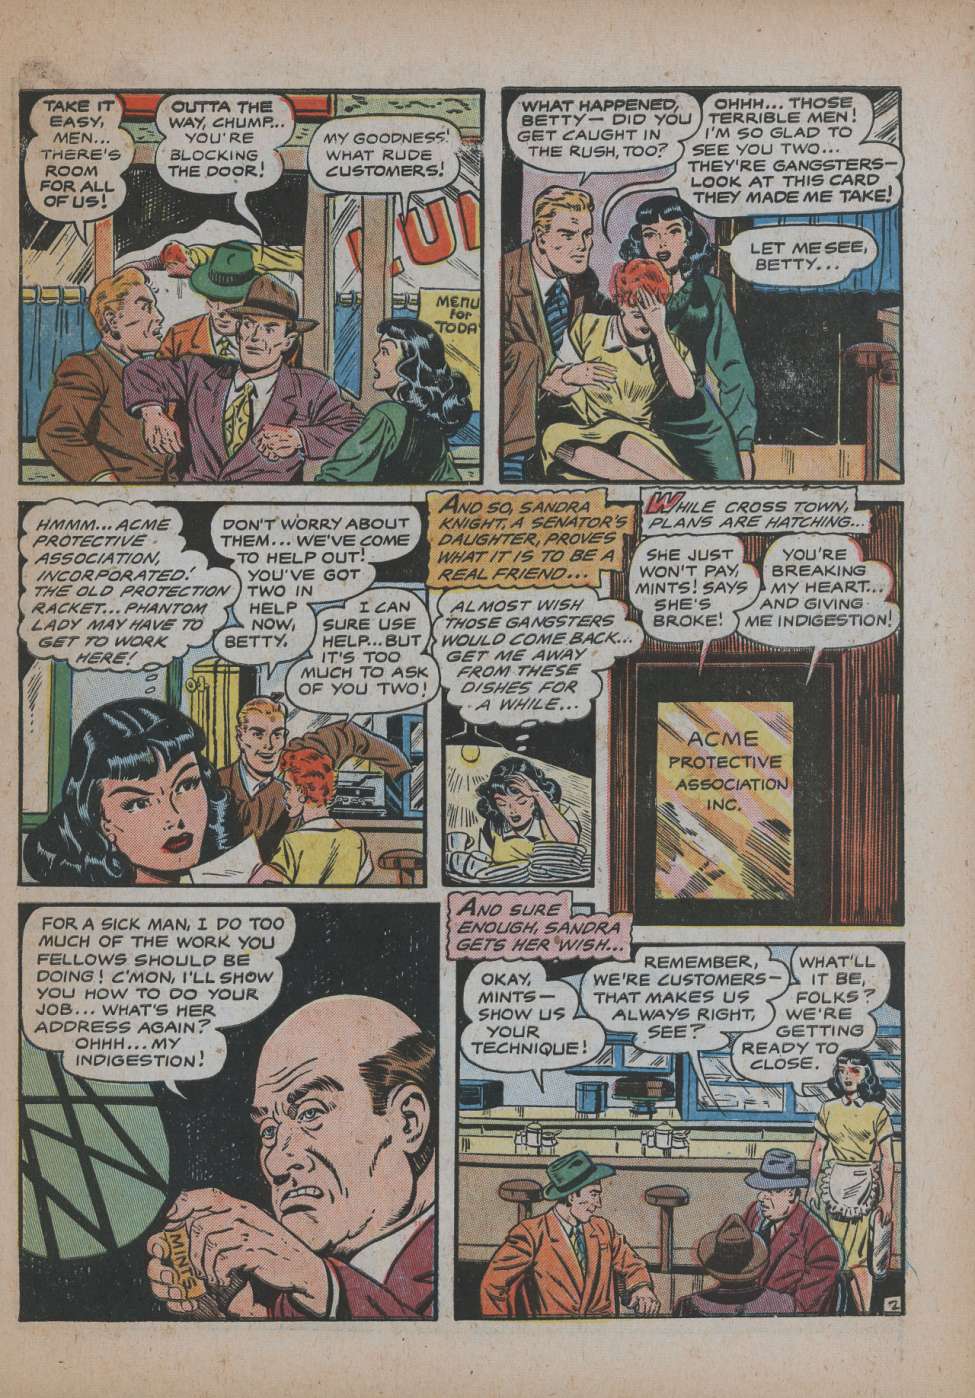 TAKE IT
EASY,
MEN...
THERE'S
ROOM
FOR ALL
OF US!
OUTTA THE
WAY, CHUMP...
YOU'RE
BLOCKING
THE DOOR!
MY GOODNESS!
WHAT RUDE
CUSTOMERS!
MENU
for
TODAY
WHAT HAPPENED,
BETTY— DID YOU
GET CAUGHT IN
THE RUSH, TOO?
OHHH... THOSE
TERRIBLE MEN!
I'M SO GLAD TO
SEE YOU TWO...
THEY'RE GANGSTERS—
LOOK AT THIS CARD
THEY MADE ME TAKE!
LET ME SEE,
BETTY...
HMMM... ACME
PROTECTIVE
ASSOCIATION,
INCORPORATED!
THE OLD PROTECTION
RACKET... PHANTOM
LADY MAY HAVE TO
GET TO WORK
HERE!
DON'T WORRY ABOUT
THEM... WE'VE COME
TO HELP OUT!
YOU'VE GOT
TWO IN
HELP
NOW,
BETTY.
I CAN
SURE USE
HELP...BUT
IT'S TOO
MUCH TO ASK
OF YOU TWO!
AND SO, SANDRA
KNIGHT, A SENATOR'S
DAUGHTER, PROVES
WHAT IT IS TO BE A
REAL FRIEND...
ALMOST WISH
THOSE GANGSTERS
WOULD COME BACK...
GET ME AWAY
FROM THESE
DISHES FOR
A WHILE...
WHILE CROSS TOWN,
PLANS ARE HATCHING...
SHE JUST
WON'T PAY,
MINTS! SAYS
SHE'S
BROKE!
YOU'RE
BREAKING
MY HEART...
AND GIVING
ME INDIGESTION!
ACME
PROTECTIVE
ASSOCIATION
INC.
FOR A SICK MAN, I DO TOO
MUCH OF THE WORK YOU
FELLOWS SHOULD BE
DOING! C'MON, I'LL SHOW
YOU HOW TO DO YOUR
JOB... WHAT'S HER
ADDRESS AGAIN?
OHHH...MY
INDIGESTION!
MINTS
AND SURE
ENOUGH, SANDRA
GETS HER WISH...
OKAY,
MINTS—
SHOW US
YOUR
TECHNIQUE!
REMEMBER,
WE'RE CUSTOMERS—
THAT MAKES US
ALWAYS RIGHT,
SEE?
WHAT'LL
IT BE,
FOLKS?
WE'RE
GETTING
READY TO
CLOSE.
2